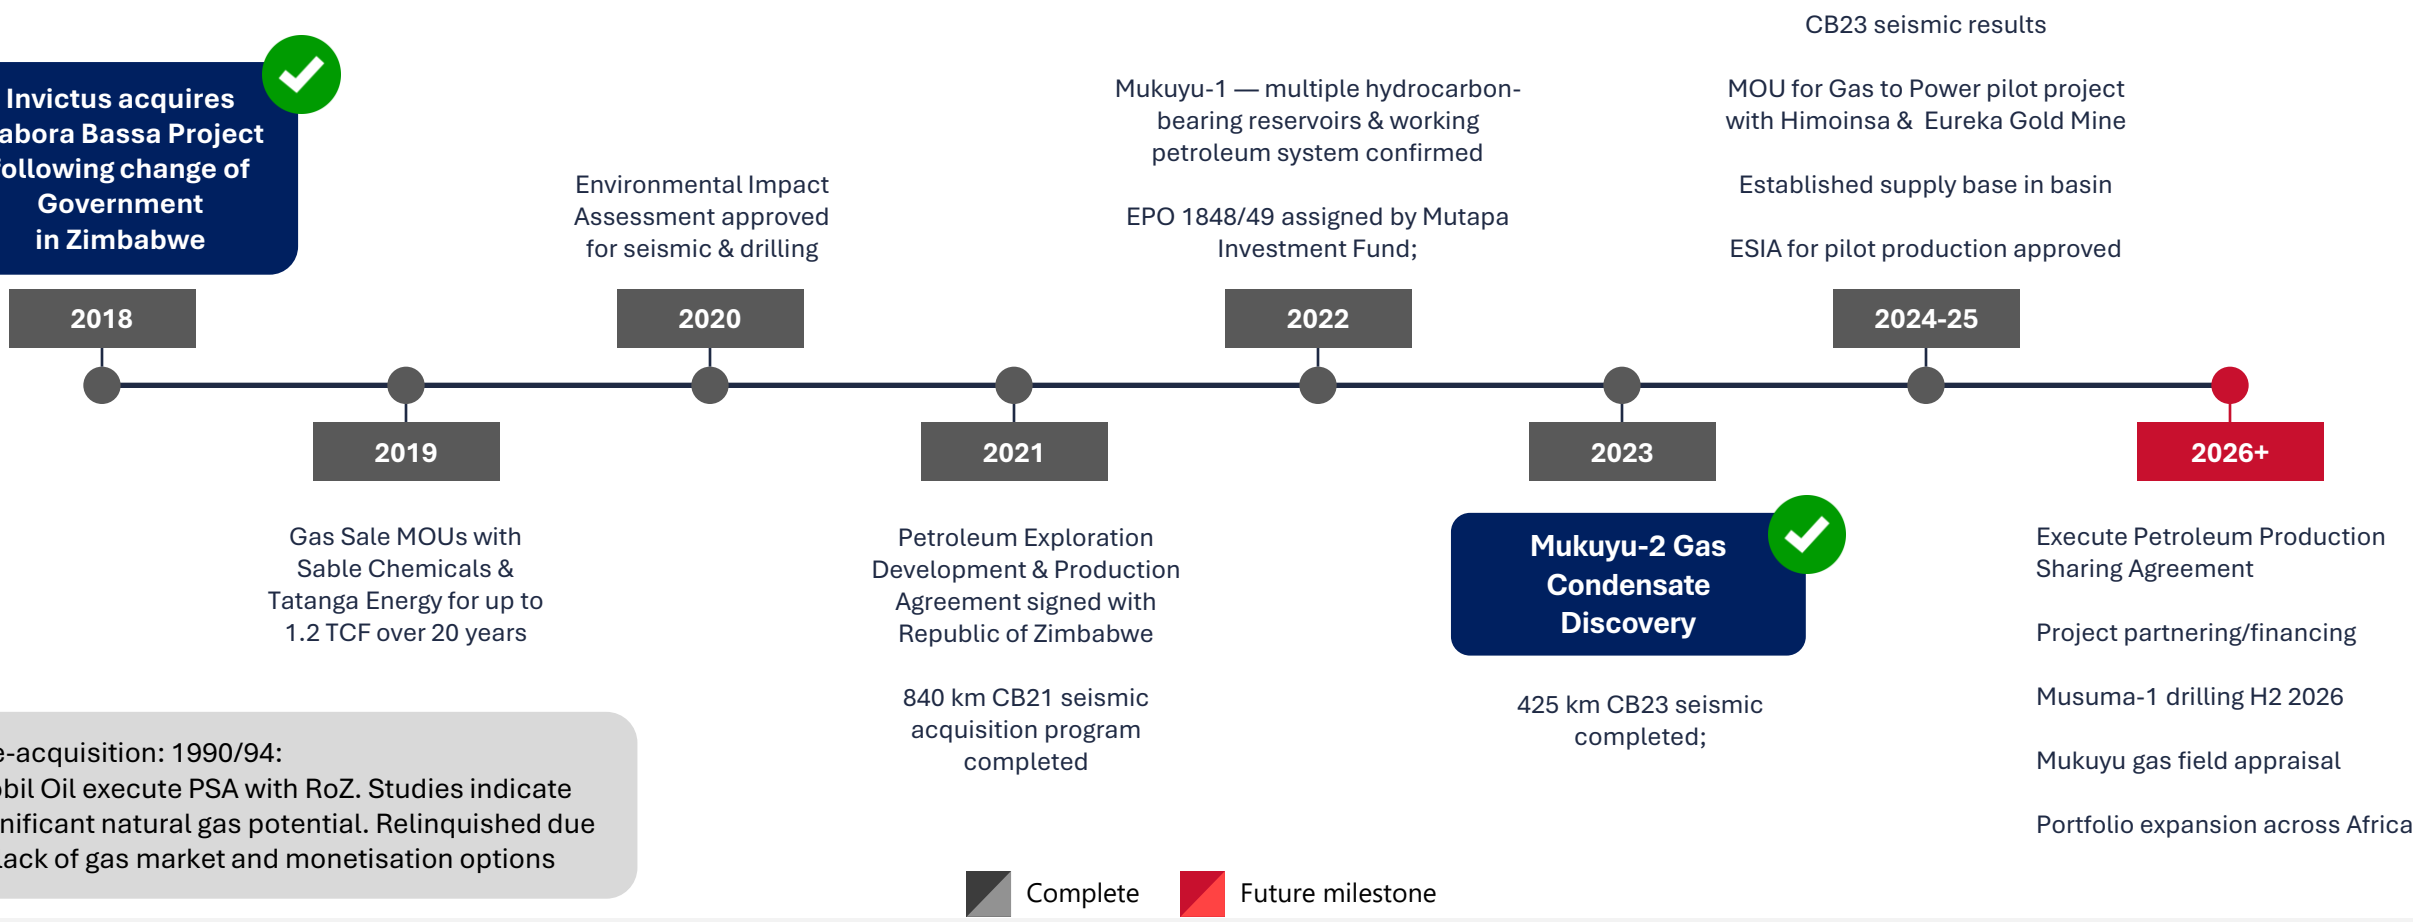 Invictus acquires
abora Bassa Project
ollowing change of
Government
in Zimbabwe
2018
2019
Gas Sale MOUs with
Sable Chemicals &
Tatanga Energy for up to
1.2 TCF over 20 years
Environmental Impact
Assessment approved
for seismic & drilling
2020
2021
Petroleum Exploration
Development & Production
Agreement signed with
Republic of Zimbabwe
840 km CB21 seismic
acquisition program
completed
Mukuyu-1 — multiple hydrocarbon-
bearing reservoirs & working
petroleum system confirmed
EPO 1848/49 assigned by Mutapa
Investment Fund;
2022
2023
Mukuyu-2 Gas
Condensate
Discovery
425 km CB23 seismic
completed;
CB23 seismic results
MOU for Gas to Power pilot project
with Himoinsa & Eureka Gold Mine
Established supply base in basin
ESIA for pilot production approved
2024-25
2026+
Execute Petroleum Production
Sharing Agreement
Project partnering/financing
Musuma-1 drilling H2 2026
Mukuyu gas field appraisal
Portfolio expansion across Africa
e-acquisition: 1990/94:
bil Oil execute PSA with RoZ. Studies indicate
nificant natural gas potential. Relinquished due
lack of gas market and monetisation options
Complete
Future milestone